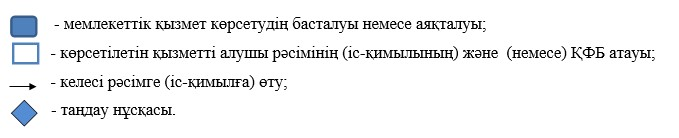 - мемлекеттік қызмет көрсетудің басталуы немесе аяқталуы;
- көрсетілетін қызметті алушы рәсімінің (іс-қимылының) және (немесе) ҚФБ атауы;
- келесі рәсімге (іс-қимылға) өту;
- таңдау нұсқасы.